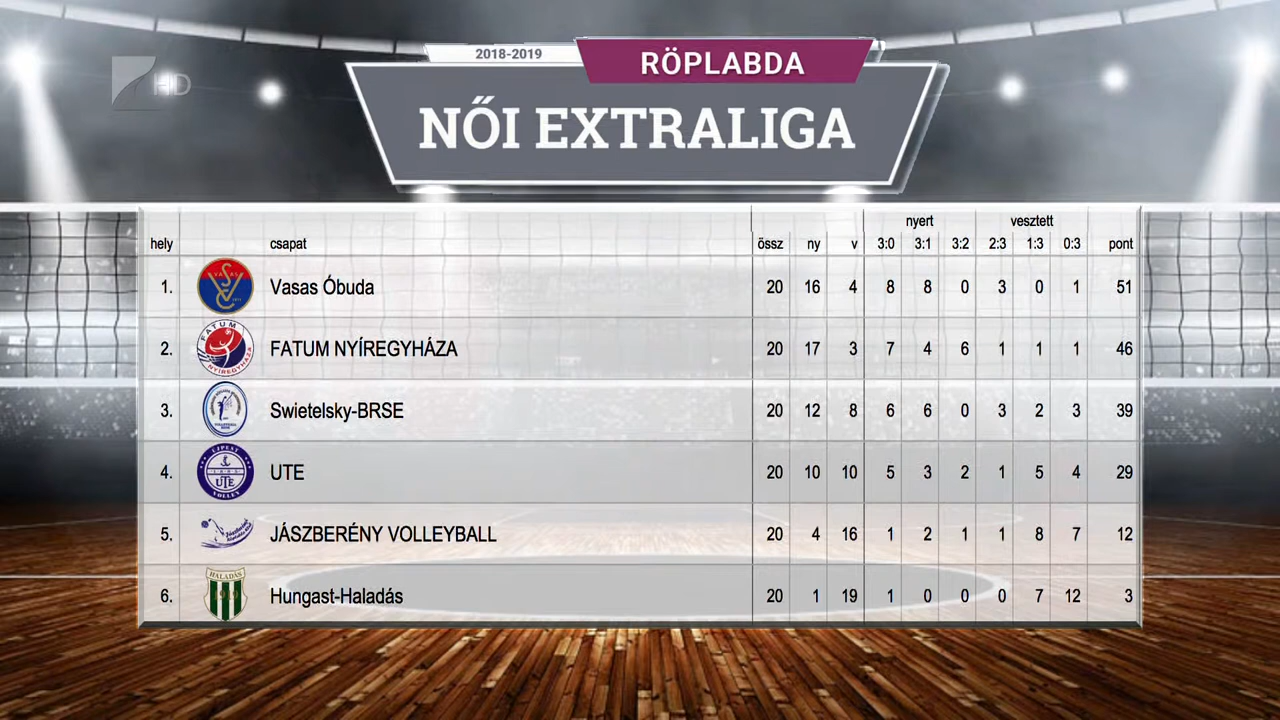 2018-2019
RÖPLABDA
HD
NŐI EXTRALIGA
nyert vesztett
hely csapat össz ny v 3:0 3:1 3:2 2:3 1:3 0:3 pont
1. Vasas Óbuda 20 16 4 8 8 0 3 0 1 51
2. FATUM NYÍREGYHÁZA 20 17 3 7 4 6 1 1 1 46
3. Swietelsky-BRSE 20 12 8 6 6 0 3 2 3 39
4. UTE 20 10 10 5 3 2 1 5 4 29
5. JÁSZBERÉNY VOLLEYBALL 20 4 16 1 2 1 1 8 7 12
6. Hungast-Haladás 20 1 19 1 0 0 0 7 12 3